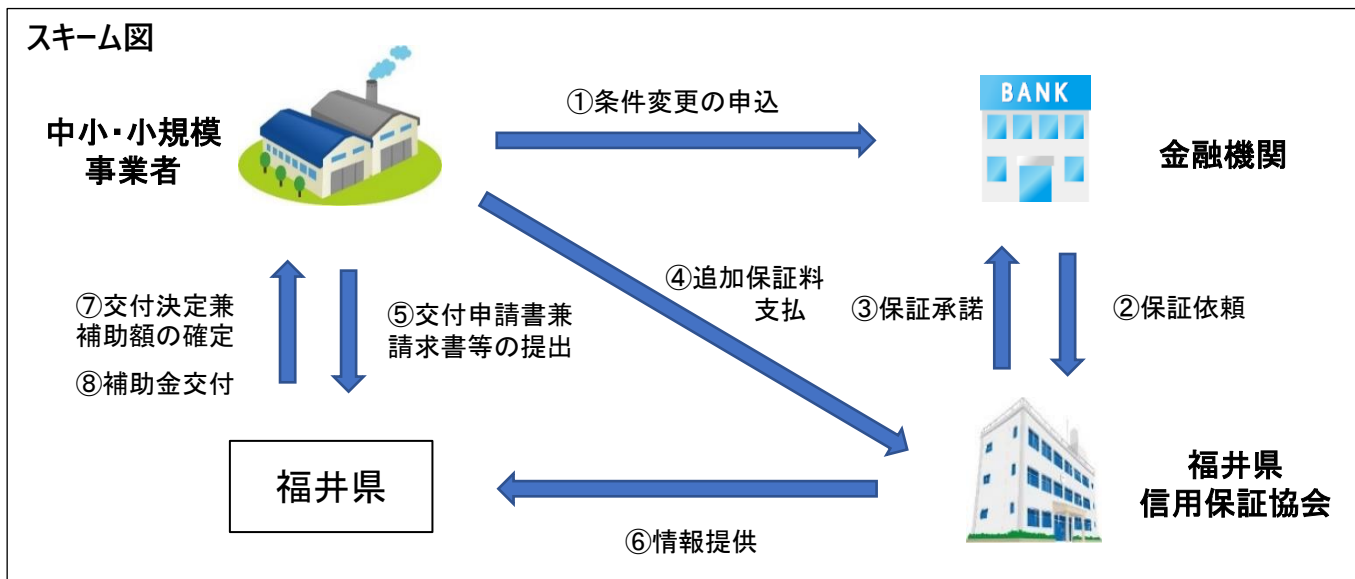 スキーム図
中小・小規模
事業者
①条件変更の申込
BANK
金融機関
⑦交付決定兼
補助額の確定
⑧補助金交付
⑤交付申請書兼
請求書等の提出
④追加保証料
支払
③保証承諾
②保証依頼
福井県
⑥情報提供
福井県
信用保証協会